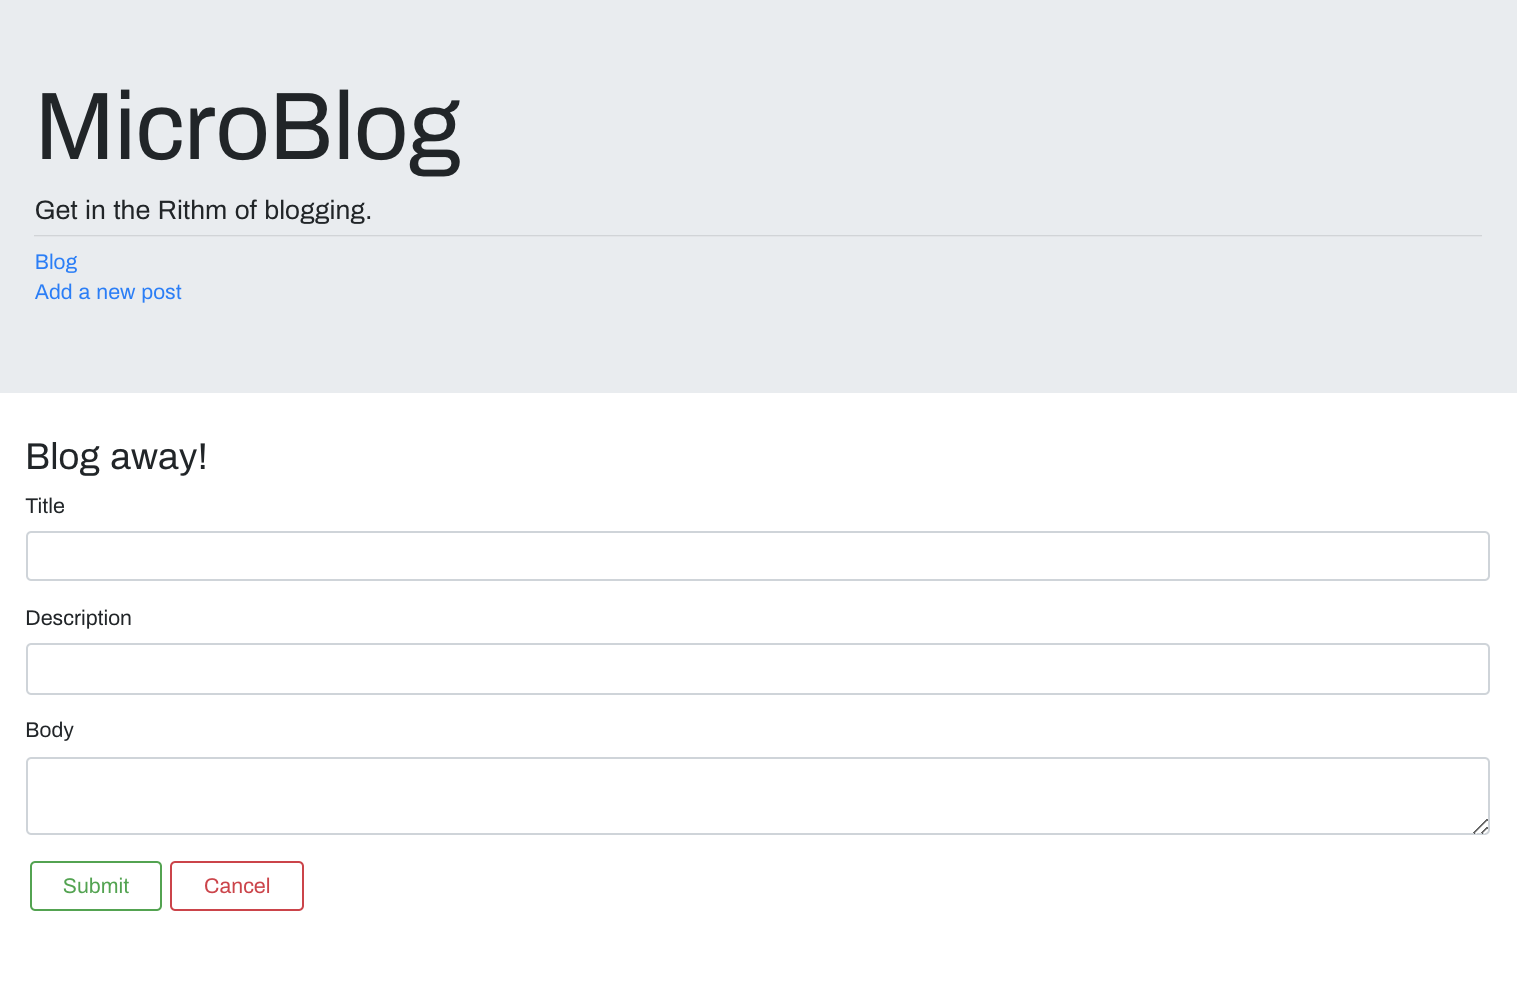 MicroBlog
Get in the Rithm of blogging.
Blog
Add a new post
Blog away!
Title
Description
Body
Submit Cancel